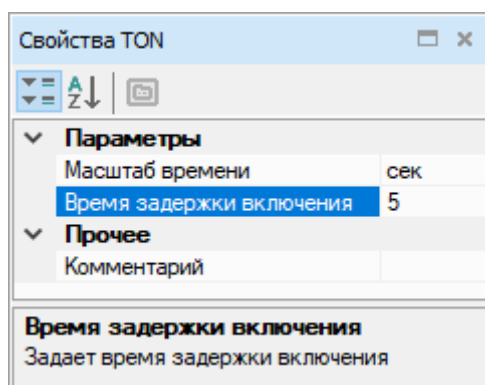 Свойства TON
A
Z
Параметры
Масштаб времени сек
Время задержки включения 5
Прочее
Комментарий
Время задержки включения
Задает время задержки включения